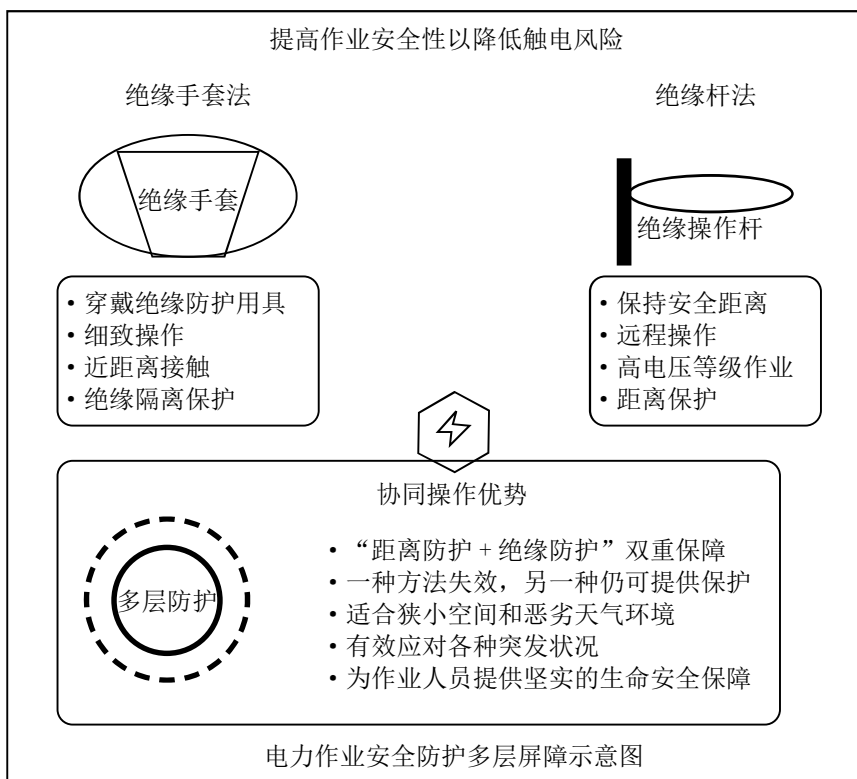 提高作业安全性以降低触电风险
绝缘手套法
绝缘手套
• 穿戴绝缘防护用具
• 细致操作
• 近距离接触
• 绝缘隔离保护
绝缘杆法
绝缘操作杆
• 保持安全距离
• 远程操作
• 高电压等级作业
• 距离保护
协同操作优势
多层防护
• “距离防护 + 绝缘防护”双重保障
• 一种方法失效，另一种仍可提供保护
• 适合狭小空间和恶劣天气环境
• 有效应对各种突发状况
• 为作业人员提供坚实的生命安全保障
电力作业安全防护多层屏障示意图